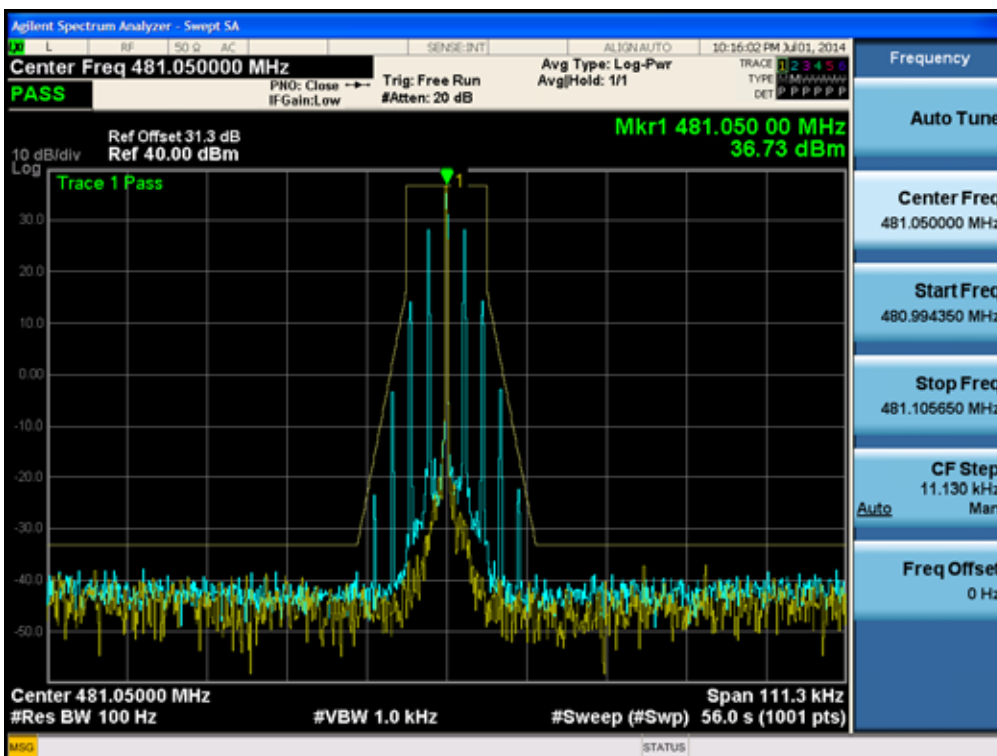 Agilent Spectrum Analyzer - Swept SA
L RF 50 Ω AC SENSE:INT ALIGN AUTO 10:16:02 PM Jul 01, 2014
Center Freq 481.050000 MHz
PASS
PNO: Close
IFGain:Low
Trig: Free Run
#Atten: 20 dB
Avg Type: Log-Pwr
Avg|Hold: 1/1
TRACE 1 2 3 4 5 6
TYPE
DET P P P P P P
Mkr1 481.050 00 MHz
36.73 dBm
Ref Offset 31.3 dB
10 dB/div Ref 40.00 dBm
Log
Trace 1 Pass
1
30.0
20.0
10.0
0.00
-10.0
-20.0
-30.0
-40.0
-50.0
Center 481.05000 MHz Span 111.3 kHz
#Res BW 100 Hz #VBW 1.0 kHz #Sweep (#Swp) 56.0 s (1001 pts)
MSG STATUS
Frequency
Auto Tune
Center Freq
481.050000 MHz
Start Freq
480.994350 MHz
Stop Freq
481.105650 MHz
CF Step
11.130 kHz
Auto Man
Freq Offset
0 Hz